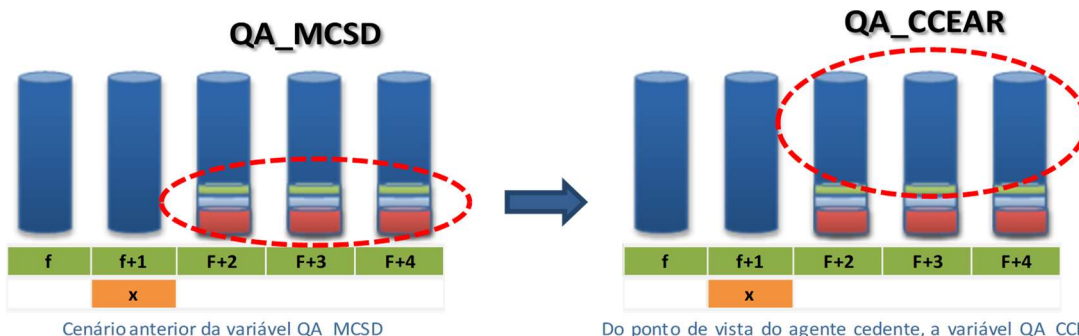 QA_MCSD
QA_CCEAR
f f+1 F+2 F+3 F+4
x
f f+1 F+2 F+3 F+4
x
Cenário anterior da variável QA_MCSD
Do ponto de vista do agente cedente, a variável